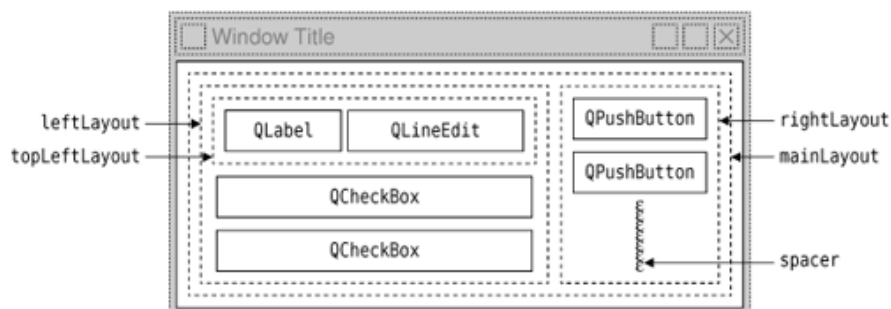 Window Title
leftLayout
topLeftLayout
QLabel
QLineEdit
QCheckBox
QCheckBox
QPushButton
QPushButton
rightLayout
mainLayout
spacer